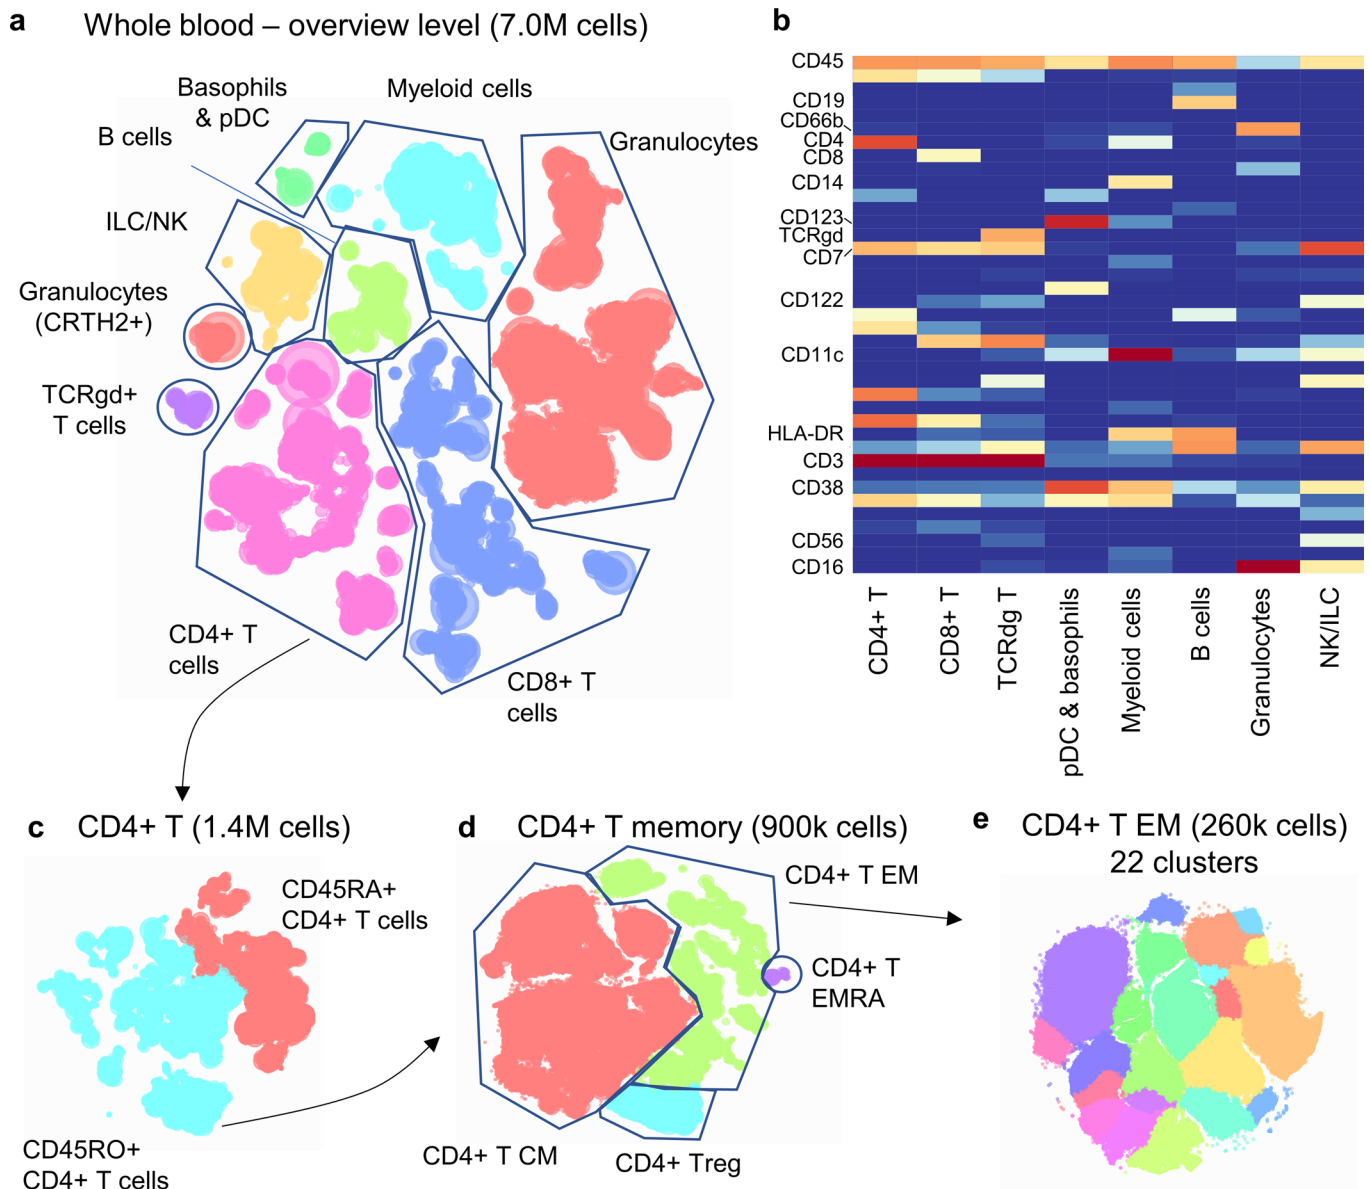 a
Whole blood – overview level (7.0M cells)
Basophils
& pDC
Myeloid cells
B cells
Granulocytes
ILC/NK
Granulocytes
(CRTH2+)
TCRgd+
T cells
CD4+ T
cells
CD8+ T
cells
b
CD45
CD19
CD66b
CD4
CD8
CD14
CD123
TCRgd
CD7
CD122
CD11c
HLA-DR
CD3
CD38
CD56
CD16
CD4+ T
CD8+ T
TCRdg T
pDC & basophils
Myeloid cells
B cells
Granulocytes
NK/ILC
c
CD4+ T (1.4M cells)
CD45RA+
CD4+ T cells
CD45RO+
CD4+ T cells
d
CD4+ T memory (900k cells)
CD4+ T EM
CD4+ T
EMRA
CD4+ T CM
CD4+ Treg
e
CD4+ T EM (260k cells)
22 clusters